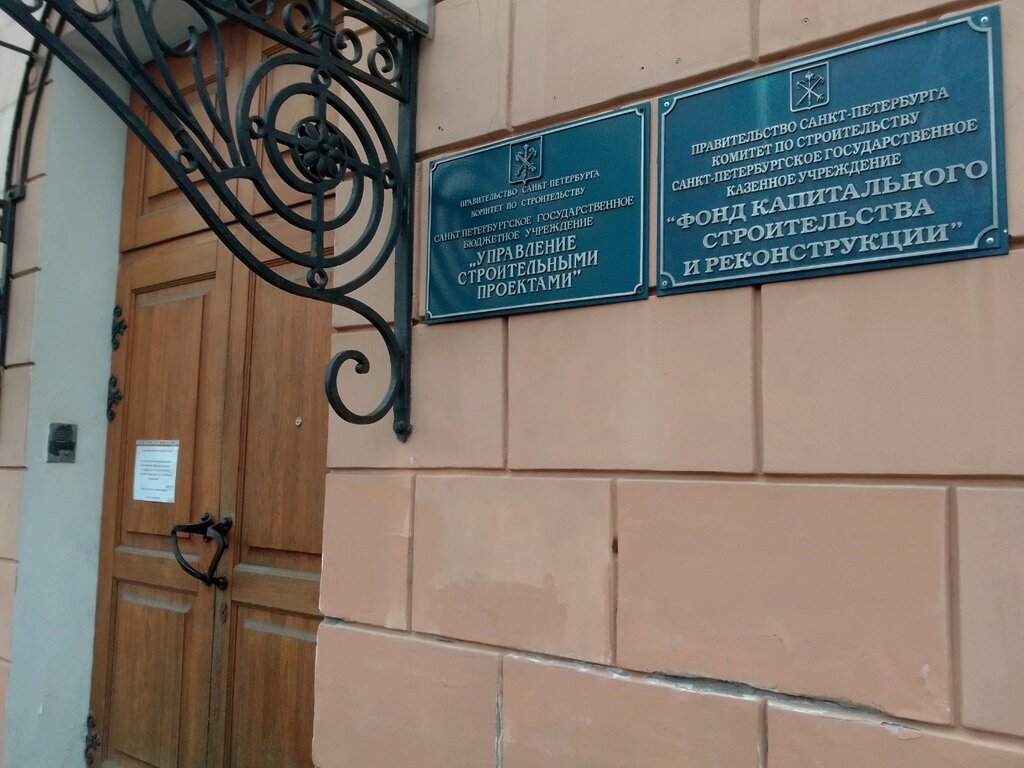 ПРАВИТЕЛЬСТВО САНКТ-ПЕТЕРБУРГА
КОМИТЕТ ПО СТРОИТЕЛЬСТВУ
САНКТ-ПЕТЕРБУРГСКОЕ ГОСУДАРСТВЕННОЕ
БЮДЖЕТНОЕ УЧРЕЖДЕНИЕ
"УПРАВЛЕНИЕ
СТРОИТЕЛЬНЫМИ
ПРОЕКТАМИ"
ПРАВИТЕЛЬСТВО САНКТ-ПЕТЕРБУРГА
КОМИТЕТ ПО СТРОИТЕЛЬСТВУ
САНКТ-ПЕТЕРБУРГСКОЕ ГОСУДАРСТВЕННОЕ
КАЗЕННОЕ УЧРЕЖДЕНИЕ
"ФОНД КАПИТАЛЬНОГО
СТРОИТЕЛЬСТВА
И РЕКОНСТРУКЦИИ"